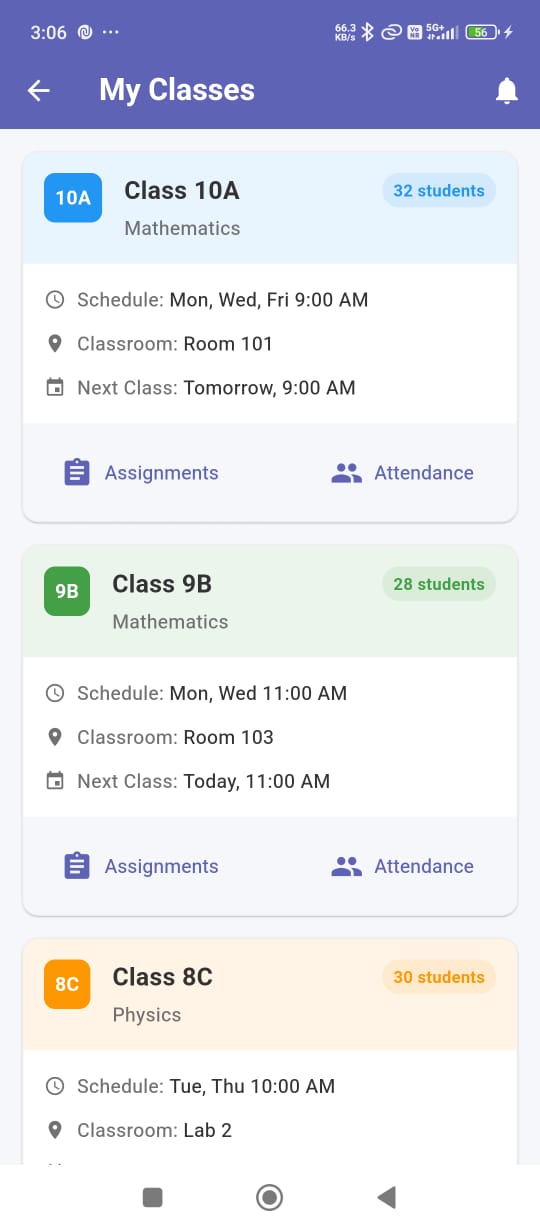 3:06 ... 66.3 KB/s Vo NR 5G+ 56
My Classes
10A Class 10A 32 students
Mathematics
Schedule: Mon, Wed, Fri 9:00 AM
Classroom: Room 101
Next Class: Tomorrow, 9:00 AM
Assignments Attendance
9B Class 9B 28 students
Mathematics
Schedule: Mon, Wed 11:00 AM
Classroom: Room 103
Next Class: Today, 11:00 AM
Assignments Attendance
8C Class 8C 30 students
Physics
Schedule: Tue, Thu 10:00 AM
Classroom: Lab 2